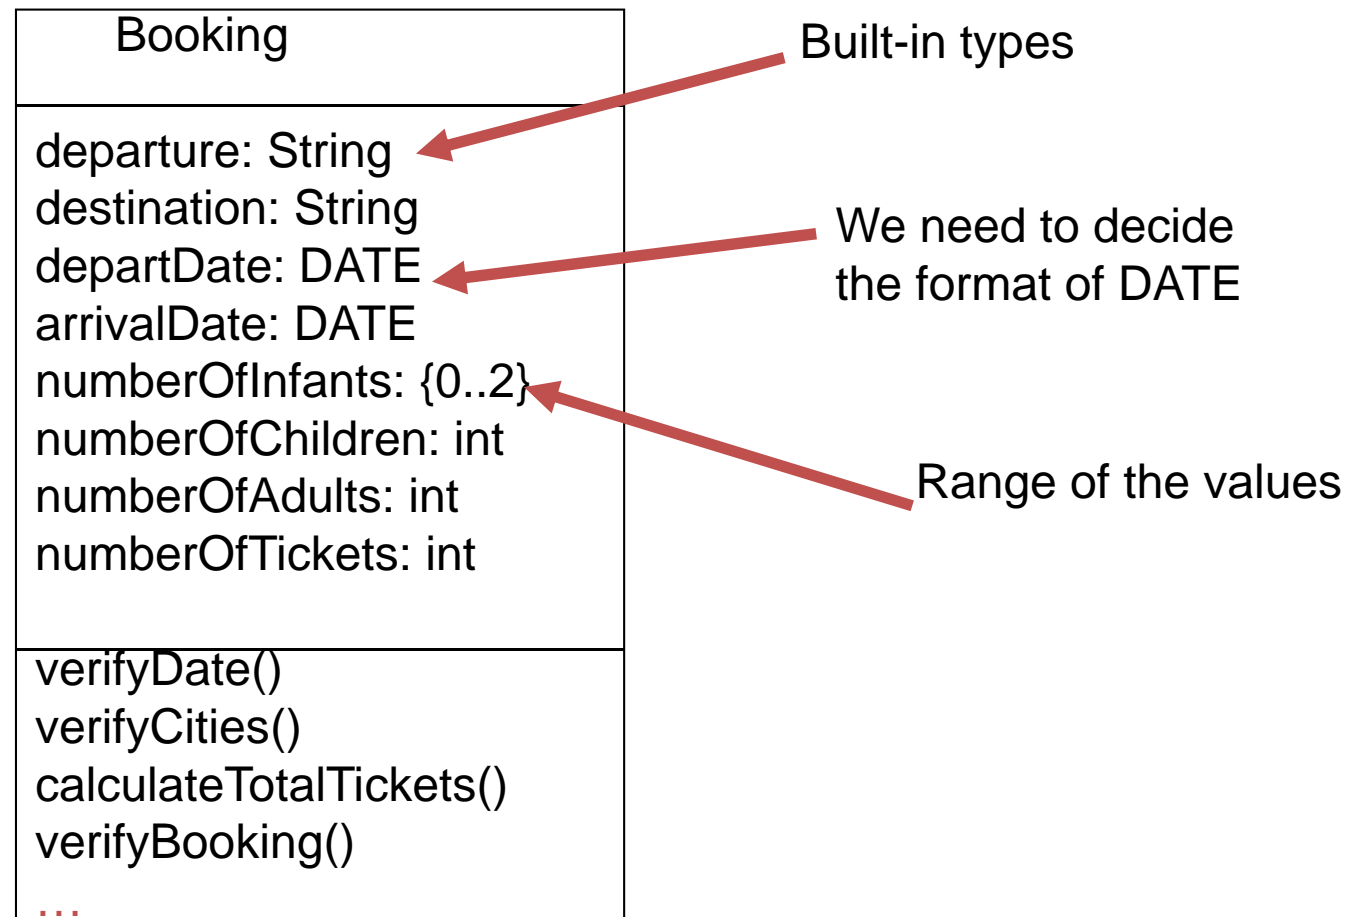 Booking
departure: String
destination: String
departDate: DATE
arrivalDate: DATE
numberOfInfants: {0..2}
numberOfChildren: int
numberOfAdults: int
numberOfTickets: int
verifyDate()
verifyCities()
calculateTotalTickets()
verifyBooking()
...
Built-in types
We need to decide
the format of DATE
Range of the values